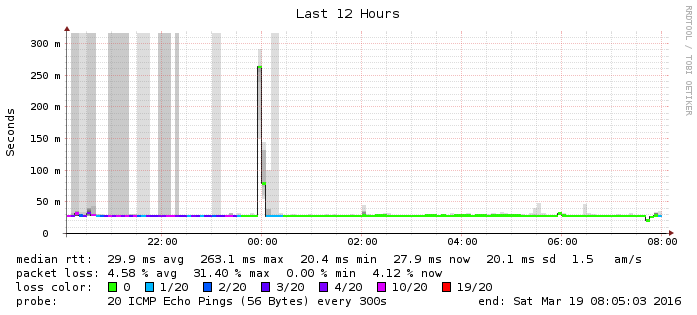 Last 12 Hours
RRDTOOL / TOBI OETIKER
Seconds
300 m
250 m
200 m
150 m
100 m
50 m
0
22:00 00:00 02:00 04:00 06:00 08:00
median rtt: 29.9 ms avg 263.1 ms max 20.4 ms min 27.9 ms now 20.1 ms sd 1.5 am/s
packet loss: 4.58 % avg 31.40 % max 0.00 % min 4.12 % now
loss color: 0 1/20 2/20 3/20 4/20 10/20 19/20
probe: 20 ICMP Echo Pings (56 Bytes) every 300s end: Sat Mar 19 08:05:03 2016